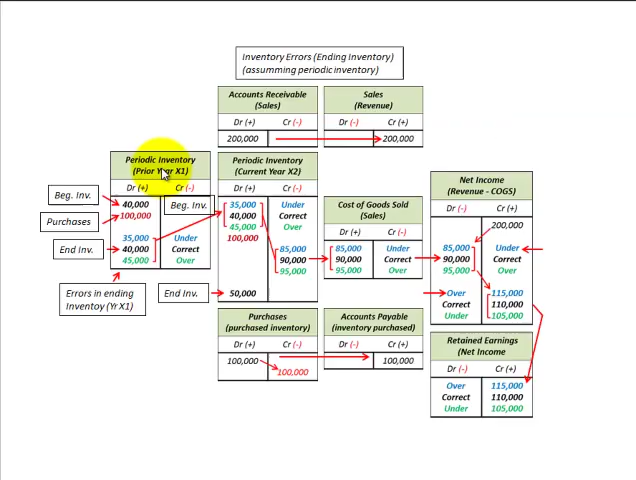 Inventory Errors (Ending Inventory)
(assumming periodic inventory)
Accounts Receivable
(Sales)
Dr (+) Cr (-)
200,000
Sales
(Revenue)
Dr (-) Cr (+)
200,000
Periodic Inventory
(Prior Year X1)
Dr (+) Cr (-)
40,000
100,000
35,000 Under
40,000 Correct
45,000 Over
Beg. Inv.
Purchases
End Inv.
Errors in ending
Inventoy (Yr X1)
Beg. Inv.
End Inv.
Periodic Inventory
(Current Year X2)
Dr (+) Cr (-)
35,000 Under
40,000 Correct
45,000 Over
100,000
85,000
90,000
95,000
50,000
Cost of Goods Sold
(Sales)
Dr (+) Cr (-)
85,000 Under
90,000 Correct
95,000 Over
Net Income
(Revenue - COGS)
Dr (-) Cr (+)
200,000
85,000 Under
90,000 Correct
95,000 Over
Over 115,000
Correct 110,000
Under 105,000
Purchases
(purchased inventory)
Dr (+) Cr (-)
100,000
100,000
Accounts Payable
(inventory purchased)
Dr (-) Cr (+)
100,000
Retained Earnings
(Net Income
Dr (-) Cr (+)
Over 115,000
Correct 110,000
Under 105,000